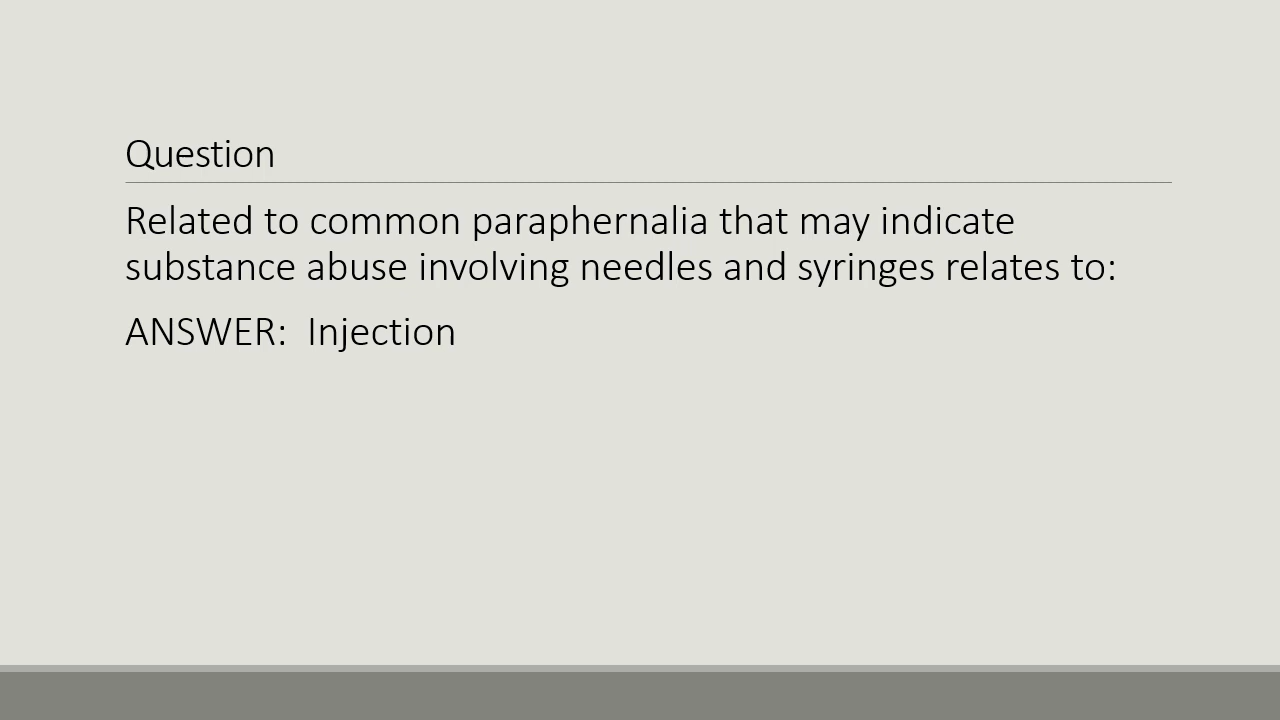 Question
Related to common paraphernalia that may indicate
substance abuse involving needles and syringes relates to:
ANSWER:  Injection